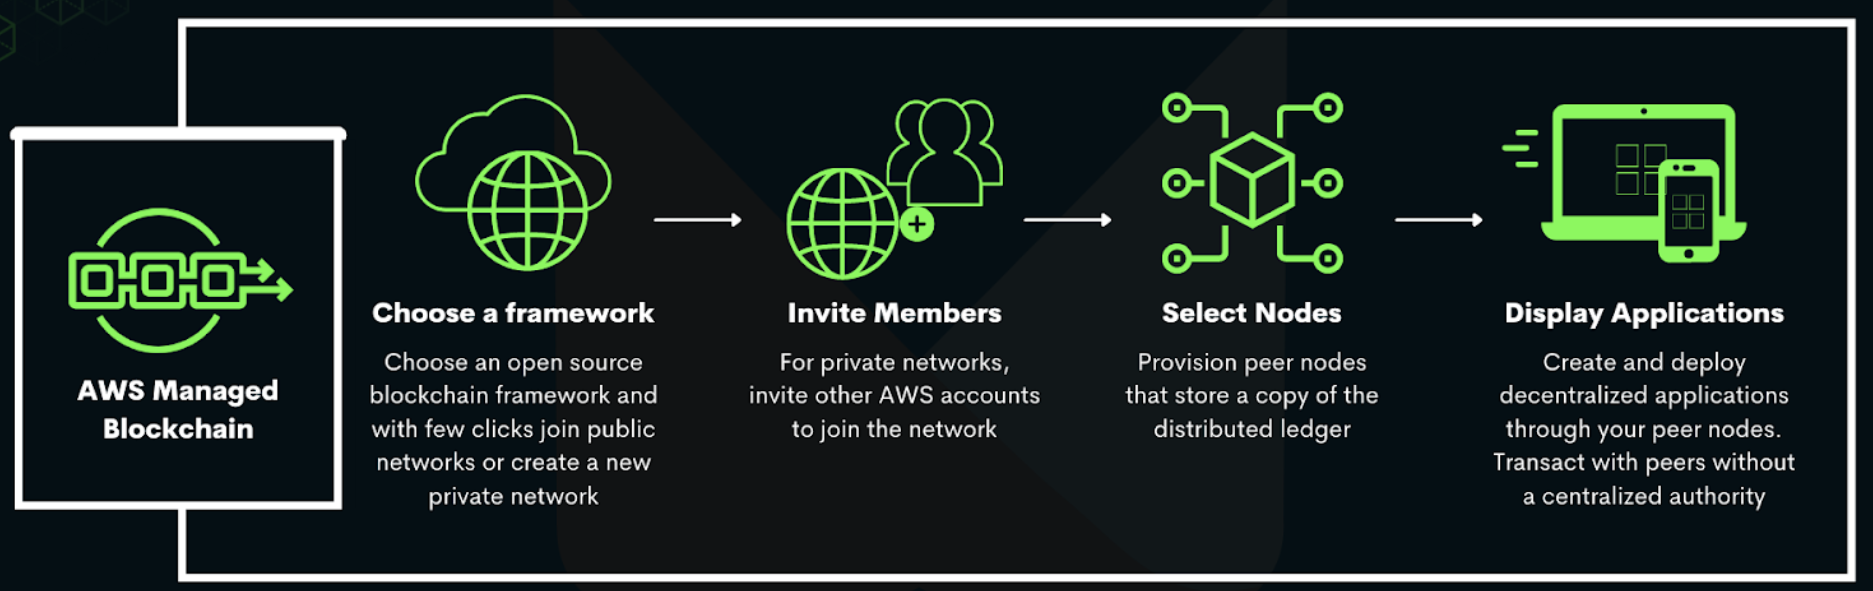 AWS Managed
Blockchain
Choose a framework
Choose an open source
blockchain framework and
with few clicks join public
networks or create a new
private network
Invite Members
For private networks,
invite other AWS accounts
to join the network
Select Nodes
Provision peer nodes
that store a copy of the
distributed ledger
Display Applications
Create and deploy
decentralized applications
through your peer nodes.
Transact with peers without
a centralized authority